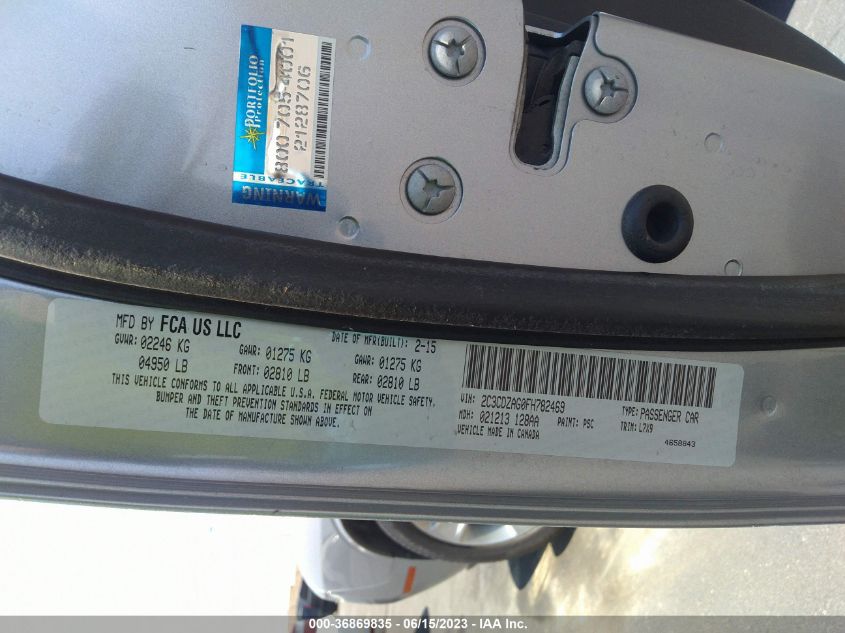 PORTFOLIO
Protection
800 705 4001
2128706
WARNING TRACEABLE
MFD BY FCA US LLC
DATE OF MFR(BUILT): 2-15
GVWR: 02246 KG
GAWR: 01275 KG
GAWR: 01275 KG
04950 LB
FRONT: 02810 LB
REAR: 02810 LB
THIS VEHICLE CONFORMS TO ALL APPLICABLE U.S.A. FEDERAL MOTOR VEHICLE SAFETY,
BUMPER AND THEFT PREVENTION STANDARDS IN EFFECT ON
THE DATE OF MANUFACTURE SHOWN ABOVE.
VIN: 2C3CDZAG0FH782469
TYPE: PASSENGER CAR
MDH: 021213 128AA
PAINT: PSC
TRIM: L7X9
VEHICLE MADE IN CANADA
4658843
000-36869835 - 06/15/2023 - IAA Inc.